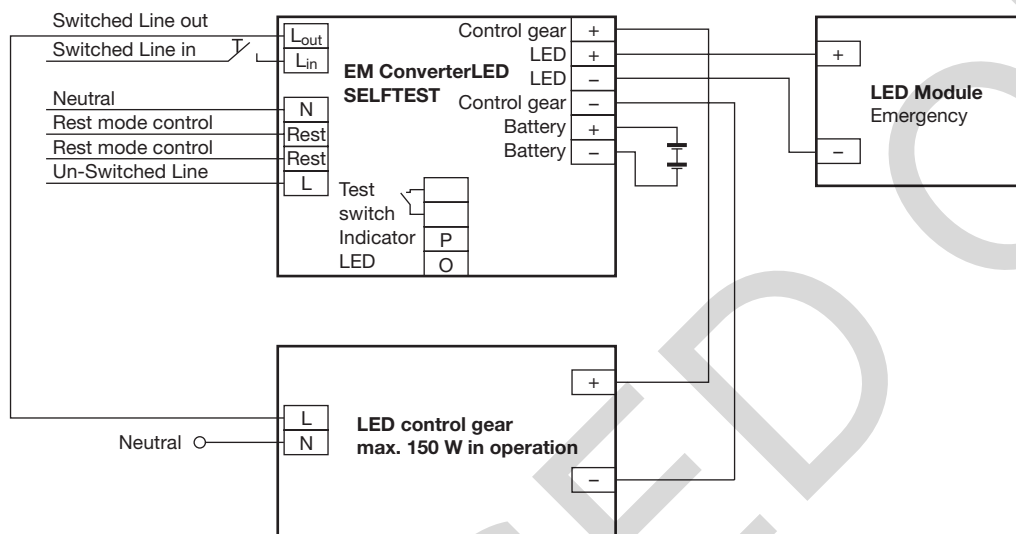 Switched Line out
Switched Line in
Neutral
Rest mode control
Rest mode control
Un-Switched Line
Lout
Lin
N
Rest
Rest
L
EM ConverterLED
SELFTEST
Test
switch
Indicator P
LED O
Control gear +
LED +
LED –
Control gear –
Battery +
Battery –
+
–
LED Module
Emergency
L
N
Neutral
LED control gear
max. 150 W in operation
+
–